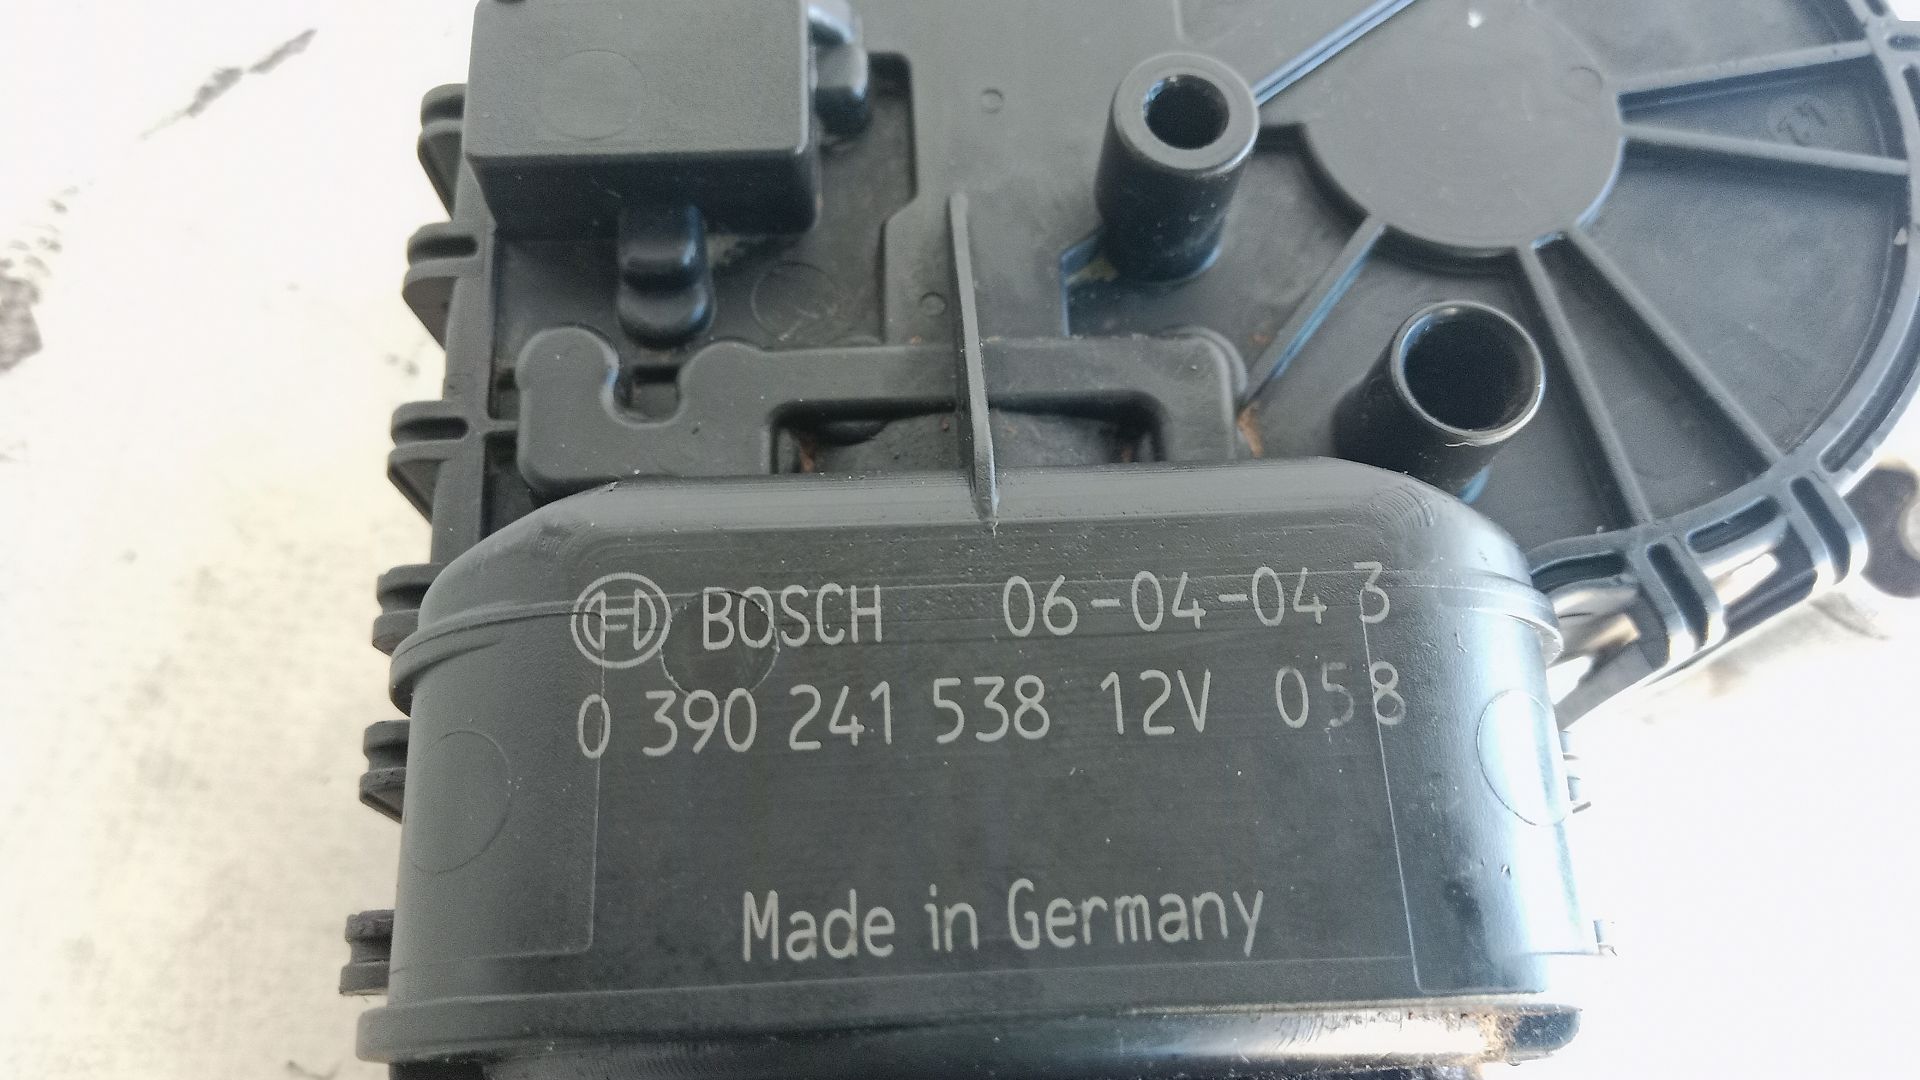 BOSCH 06-04-04 3
0 390 241 538 12V 058
Made in Germany